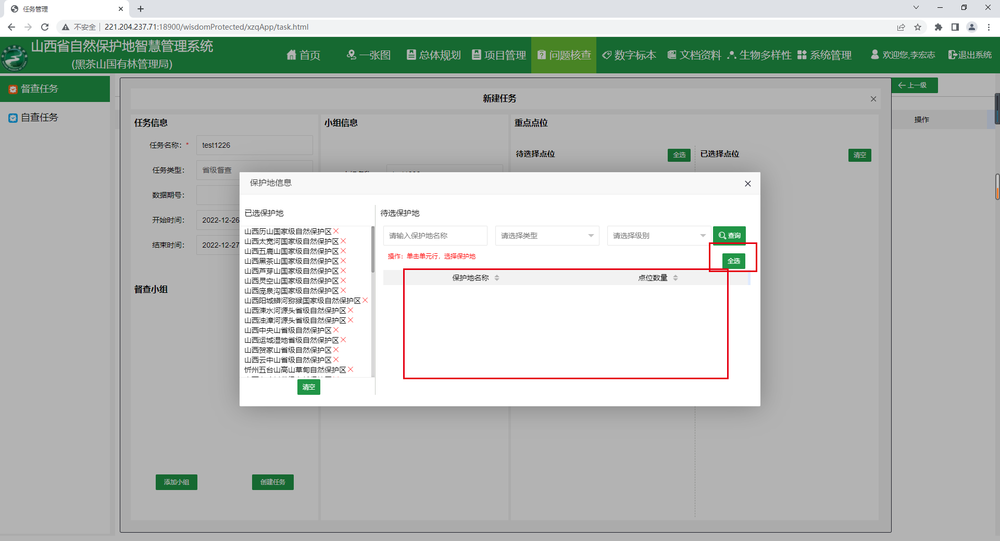 任务管理
不安全
221.204.237.71:18900/wisdomProtected/xzqApp/task.html
山西省自然保护地智慧管理系统
(黑茶山国有林管理局)
首页
一张图
总体规划
项目管理
问题核查
数字标本
文档资料
生物多样性
系统管理
欢迎您,李宏志
退出系统
督查任务
自查任务
上一级
操作
新建任务
任务信息
小组信息
重点点位
任务名称：*
test1226
待选择点位
全选
已选择点位
清空
任务类型：
省级督查
数据期号：
开始时间：
2022-12-26
结束时间：
2022-12-27
督查小组
添加小组
创建任务
保护地信息
已选保护地
山西历山国家级自然保护区
山西太宽河国家级自然保护区
山西五鹿山国家级自然保护区
山西黑茶山国家级自然保护区
山西芦芽山国家级自然保护区
山西灵空山国家级自然保护区
山西庞泉沟国家级自然保护区
山西阳城蟒河猕猴国家级自然保护区
山西涑水河源头省级自然保护区
山西浊漳河源头省级自然保护区
山西中央山省级自然保护区
山西运城湿地省级自然保护区
山西贺家山省级自然保护区
山西云中山省级自然保护区
忻州五台山高山草甸自然保护区
清空
待选保护地
请输入保护地名称
请选择类型
请选择级别
查询
操作：单击单元行，选择保护地
全选
保护地名称
点位数量